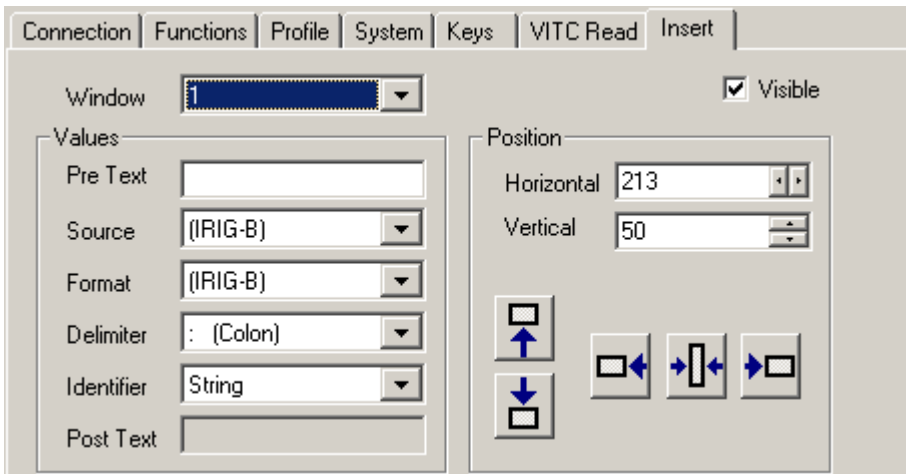 Connection Functions Profile System Keys VITC Read Insert
Window 1 Visible
Values
Pre Text
Source (IRIG-B)
Format (IRIG-B)
Delimiter : (Colon)
Identifier String
Post Text
Position
Horizontal 213
Vertical 50